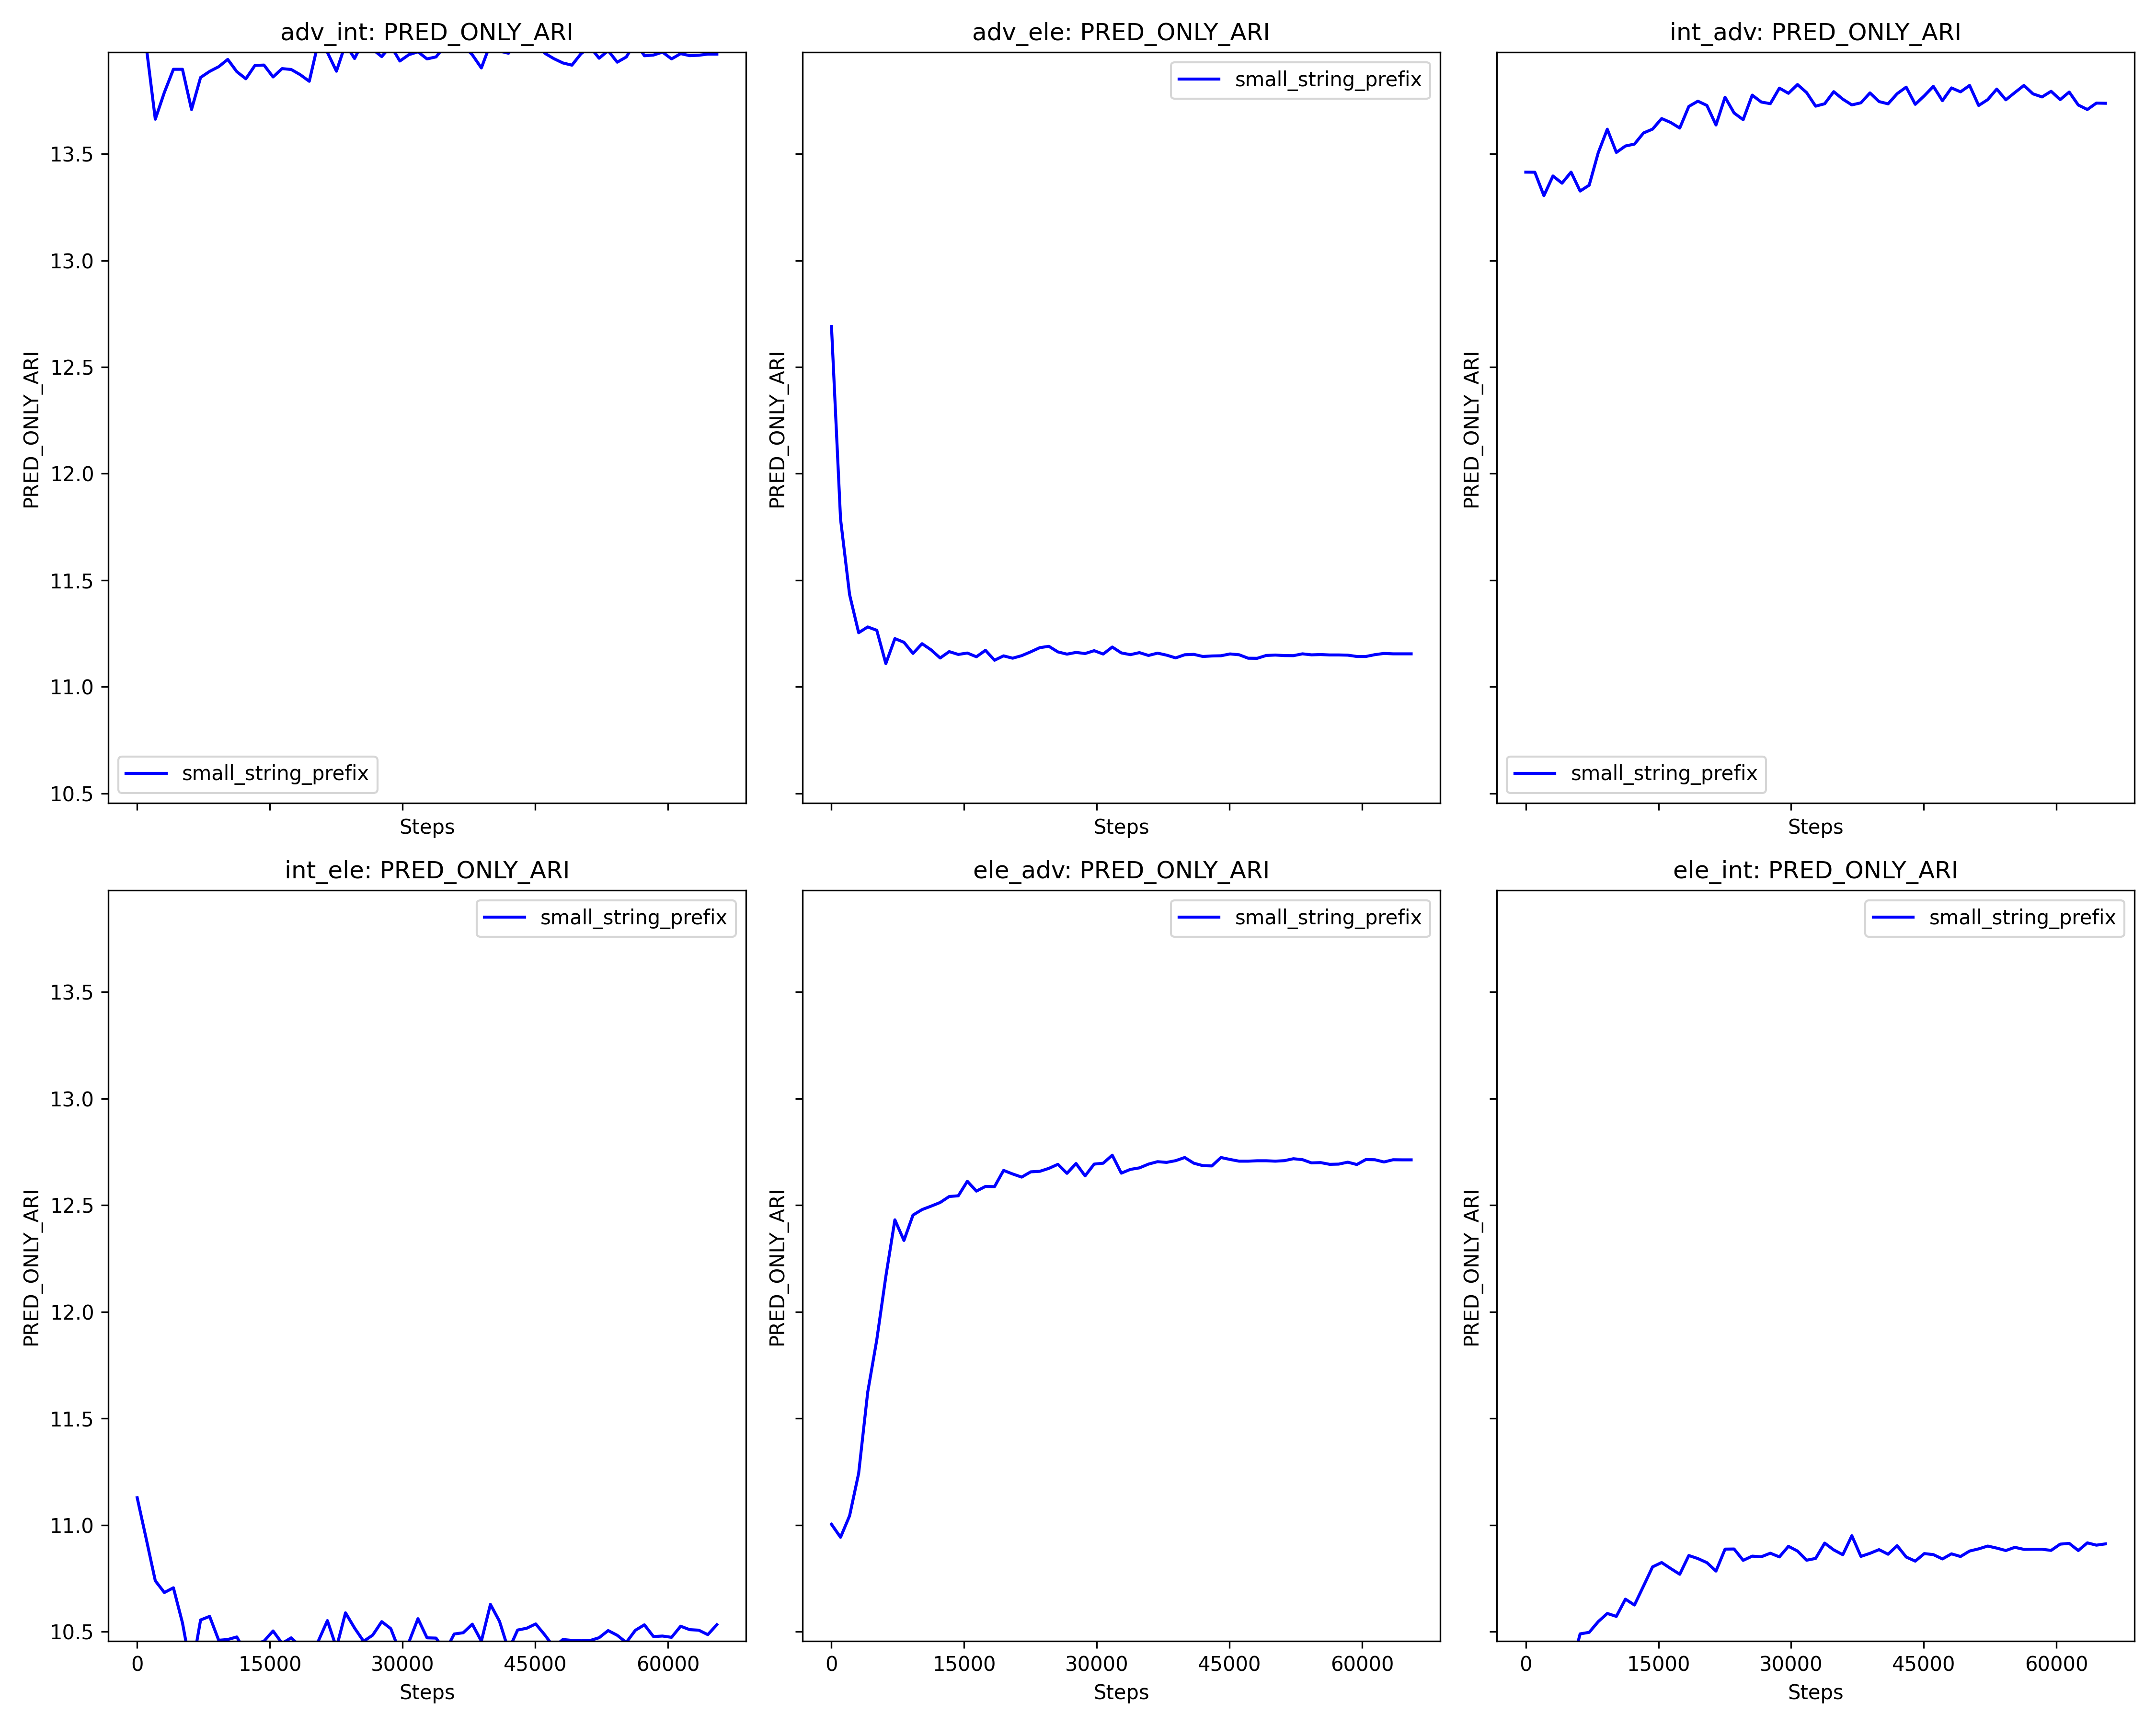 adv_int: PRED_ONLY_ARI
adv_ele: PRED_ONLY_ARI
int_adv: PRED_ONLY_ARI
PRED_ONLY_ARI
13.5
13.0
12.5
12.0
11.5
11.0
10.5
small_string_prefix
Steps
PRED_ONLY_ARI
small_string_prefix
Steps
PRED_ONLY_ARI
small_string_prefix
Steps
int_ele: PRED_ONLY_ARI
ele_adv: PRED_ONLY_ARI
ele_int: PRED_ONLY_ARI
PRED_ONLY_ARI
13.5
13.0
12.5
12.0
11.5
11.0
10.5
small_string_prefix
0 15000 30000 45000 60000
Steps
PRED_ONLY_ARI
small_string_prefix
0 15000 30000 45000 60000
Steps
PRED_ONLY_ARI
small_string_prefix
0 15000 30000 45000 60000
Steps